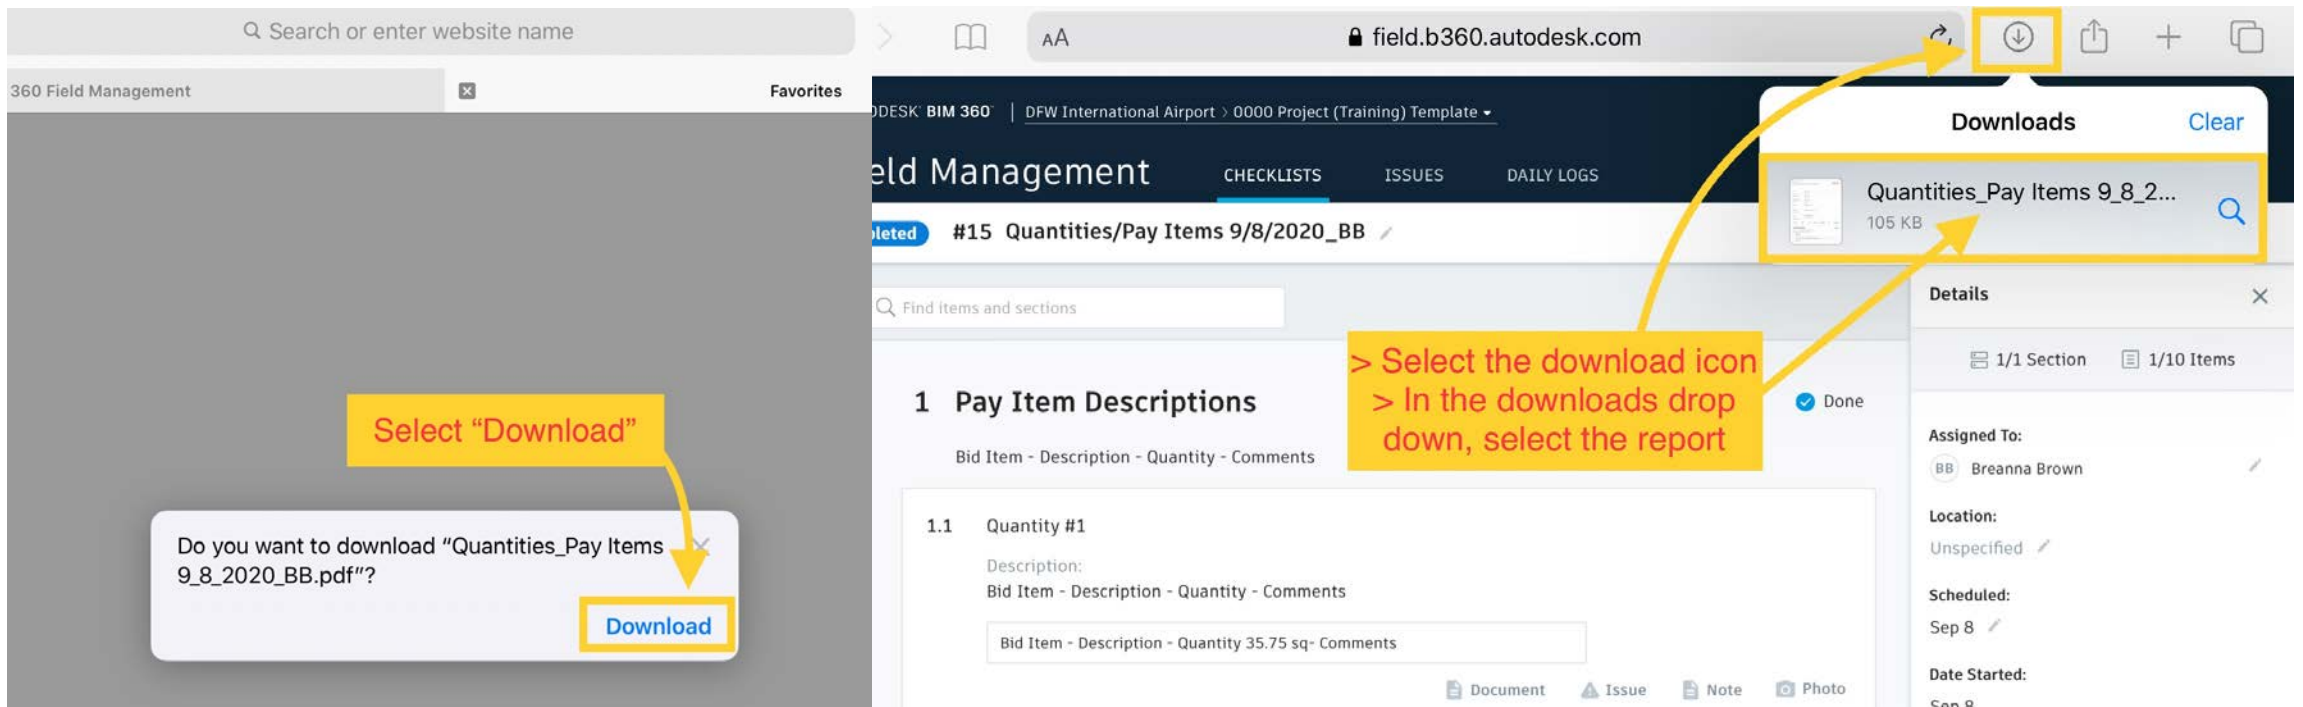 Search or enter website name
360 Field Management
Favorites
Select “Download”
Do you want to download “Quantities_Pay Items
9_8_2020_BB.pdf”?
Download
AA
field.b360.autodesk.com
Downloads
Clear
Quantities_Pay Items 9_8_2...
105 KB
ODESK BIM 360
DFW International Airport > 0000 Project (Training) Template
eld Management
CHECKLISTS
ISSUES
DAILY LOGS
leted
#15 Quantities/Pay Items 9/8/2020_BB
Find items and sections
> Select the download icon
> In the downloads drop
down, select the report
1 Pay Item Descriptions
Done
Bid Item - Description - Quantity - Comments
1.1 Quantity #1
Description:
Bid Item - Description - Quantity - Comments
Bid Item - Description - Quantity 35.75 sq- Comments
Document
Issue
Note
Photo
Details
1/1 Section
1/10 Items
Assigned To:
BB Breanna Brown
Location:
Unspecified
Scheduled:
Sep 8
Date Started:
Sep 8